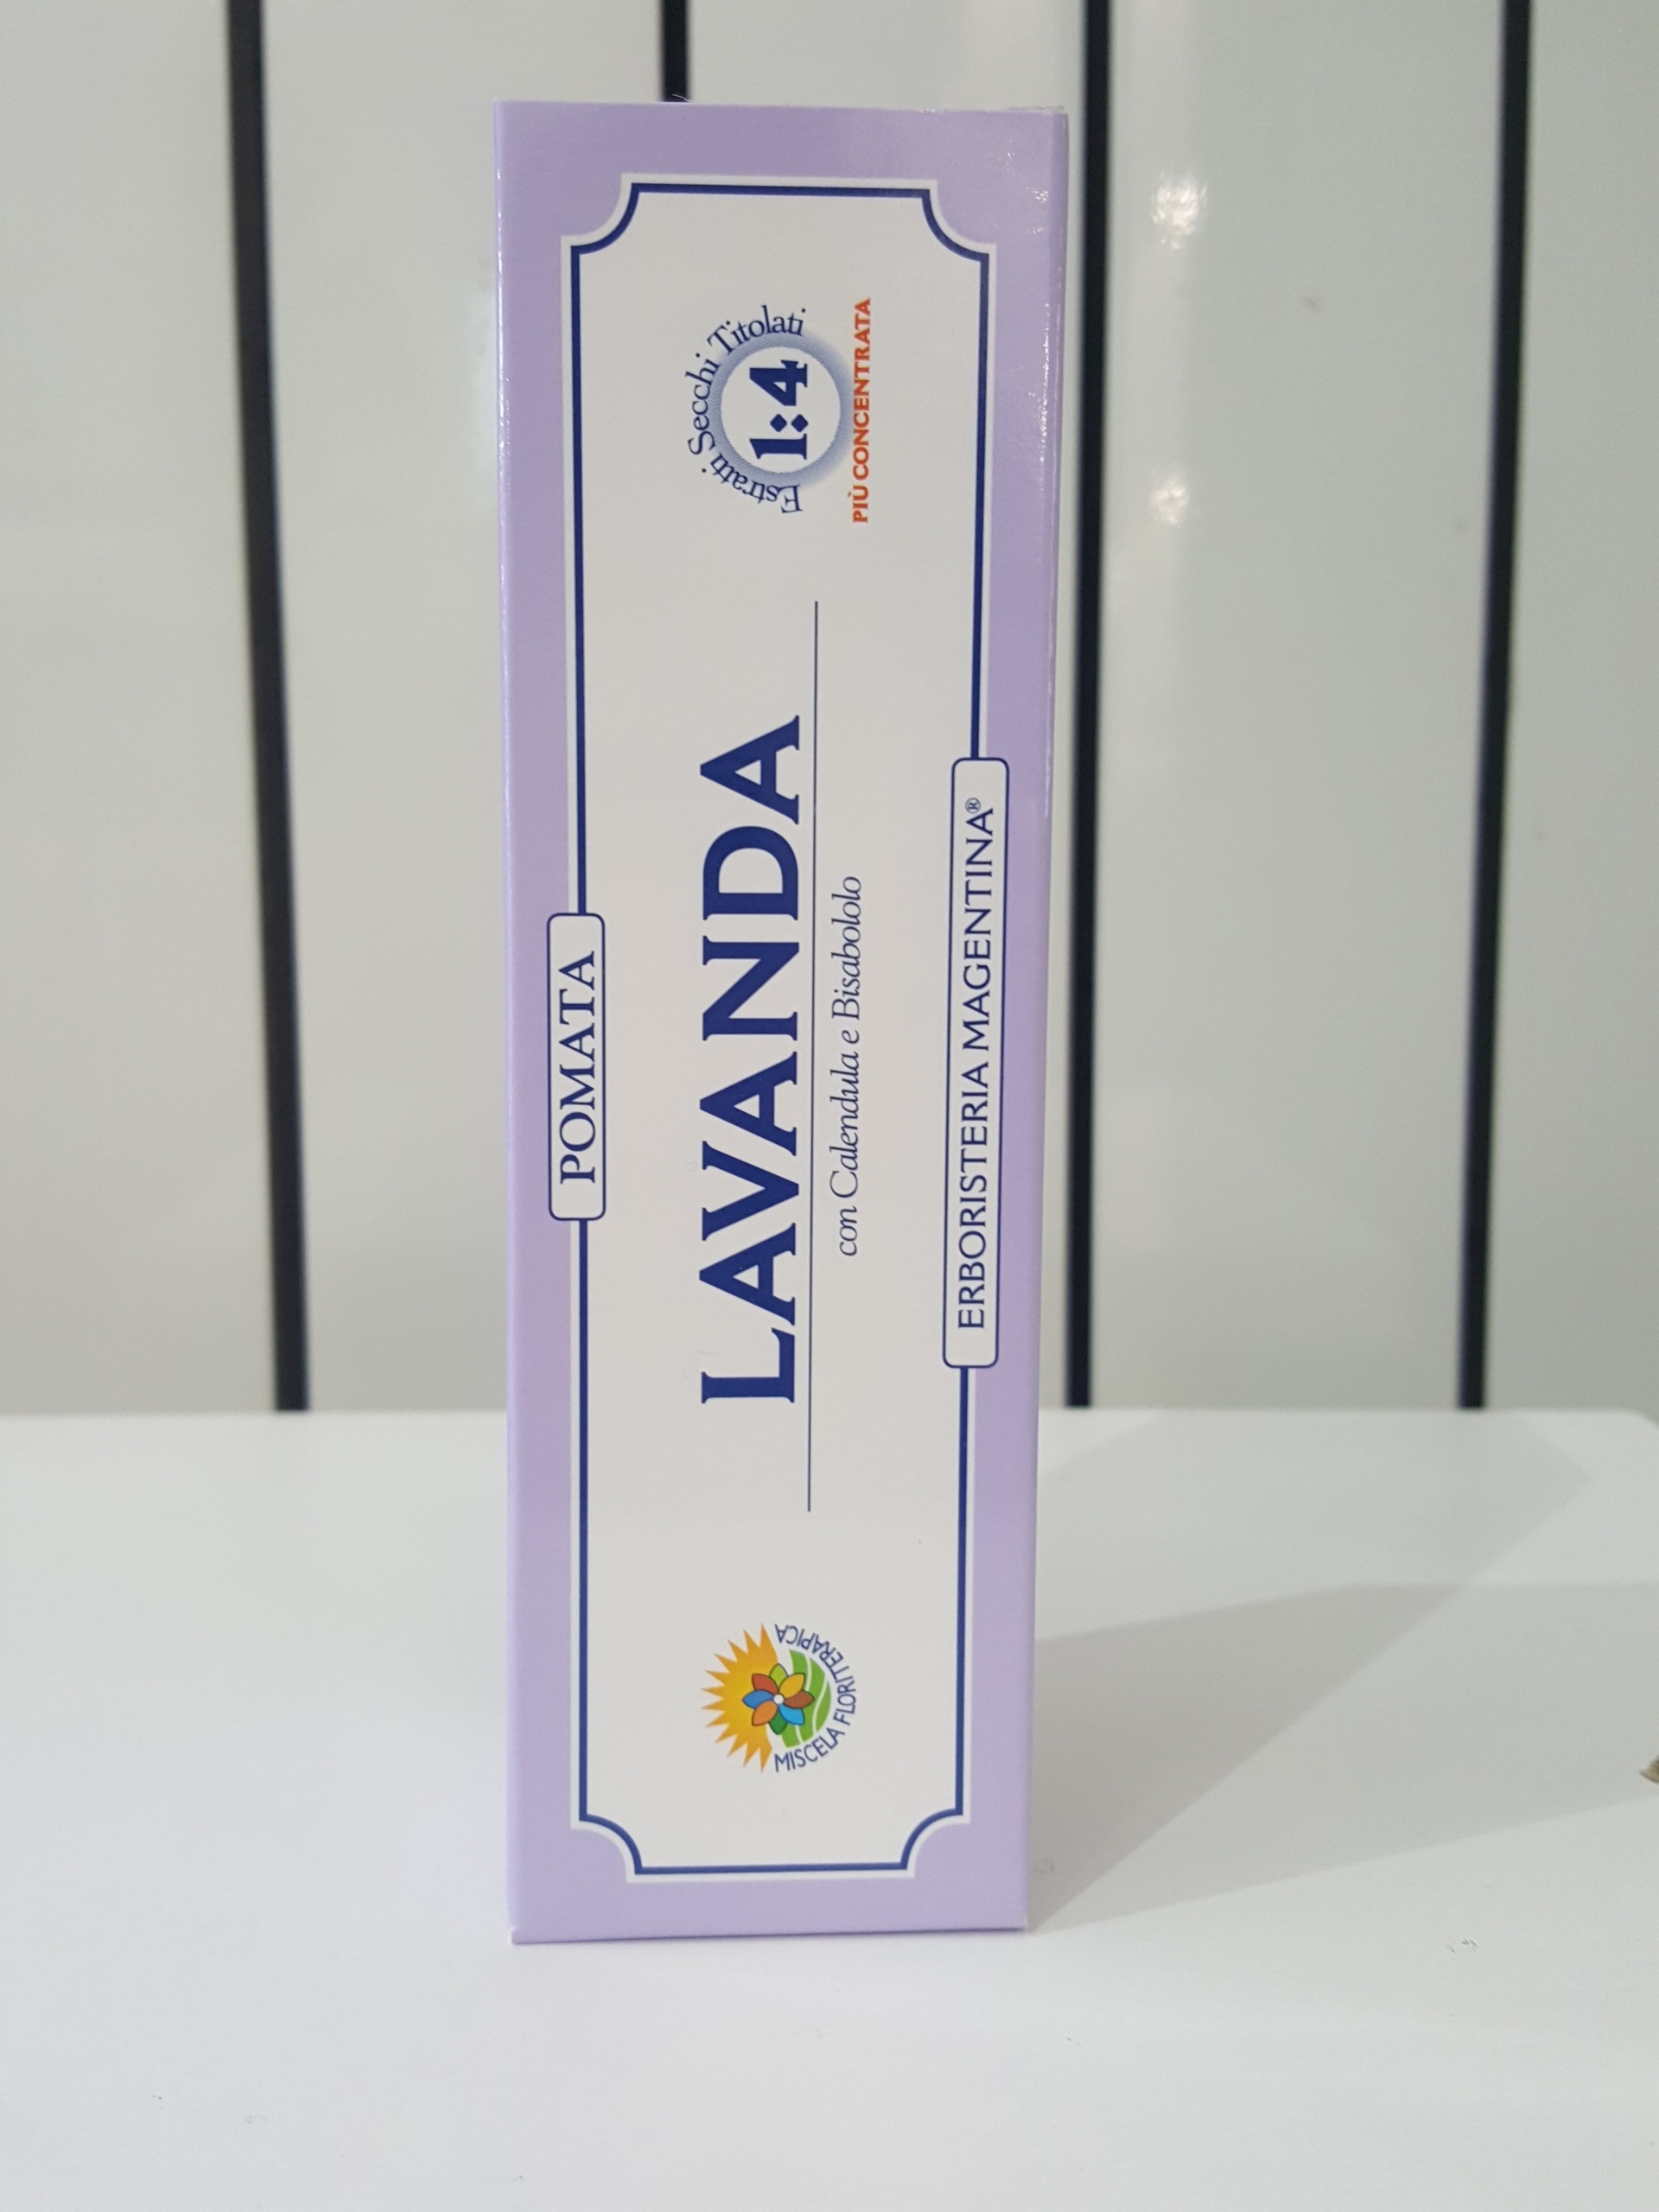 POMATA
Estratti Secchi Titolati
1:4
PIÙ CONCENTRATA
LAVANDA
con Calendula e Bisabololo
MISCELA FLORITERAPICA
ERBORISTERIA MAGENTINA®